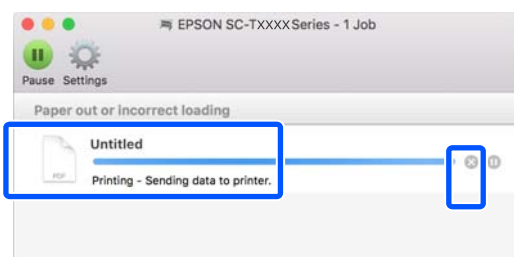 EPSON SC-TXXXX Series - 1 Job
Pause Settings
Paper out or incorrect loading
Untitled
PDF
Printing - Sending data to printer.